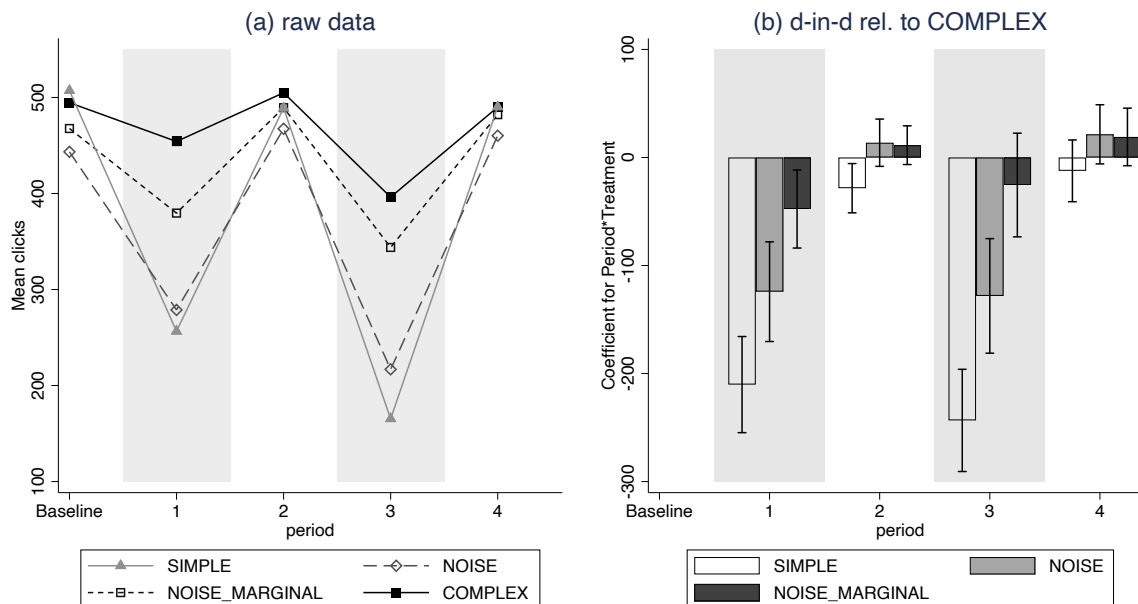 (a) raw data
500
400
300
200
100
Mean clicks
Baseline 1 2 3 4
period
SIMPLE NOISE
NOISE_MARGINAL COMPLEX
(b) d-in-d rel. to COMPLEX
100
0
-100
-200
-300
Coefficient for Period*Treatment
Baseline 1 2 3 4
period
SIMPLE NOISE
NOISE_MARGINAL